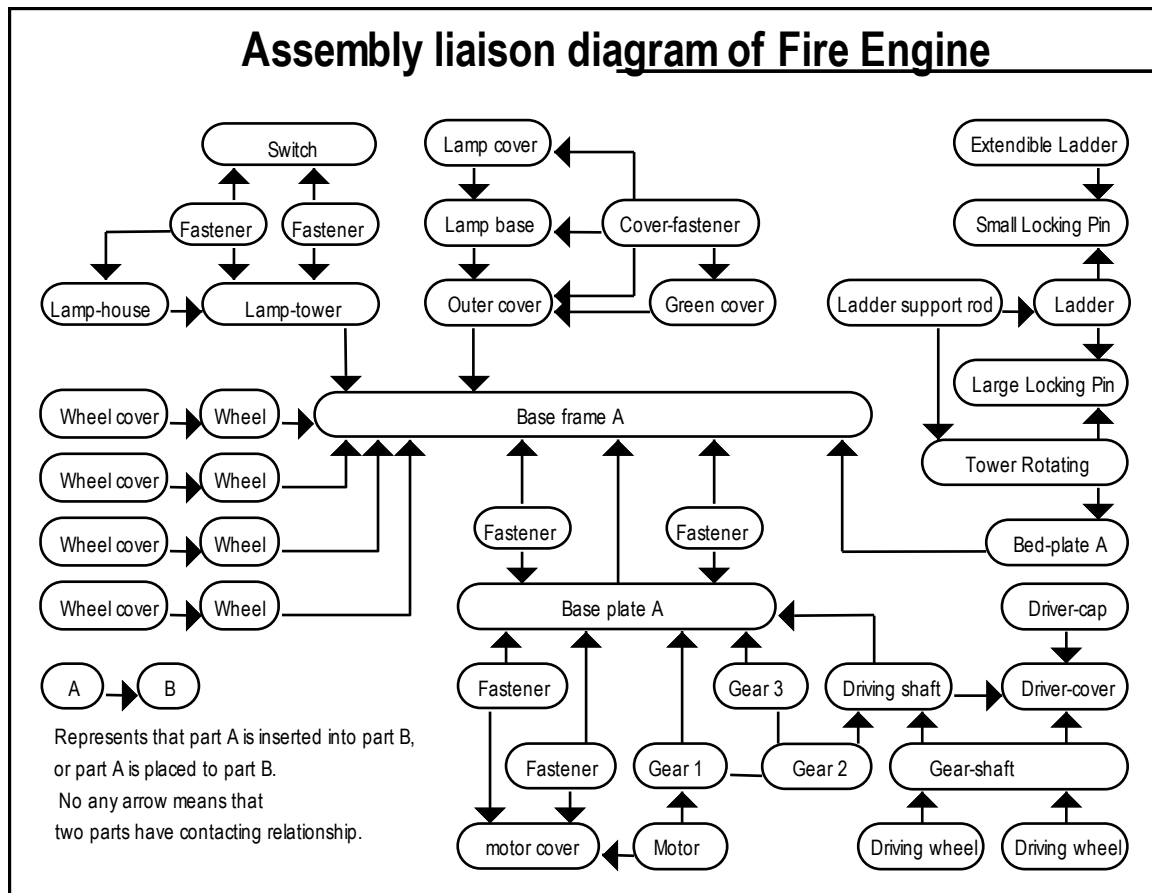 Assembly liaison diagram of Fire Engine
Switch
Lamp cover
Extendible Ladder
Fastener
Fastener
Lamp base
Cover-fastener
Small Locking Pin
Lamp-house
Lamp-tower
Outer cover
Green cover
Ladder support rod
Ladder
Large Locking Pin
Wheel cover
Wheel
Base frame A
Tower Rotating
Wheel cover
Wheel
Fastener
Fastener
Bed-plate A
Wheel cover
Wheel
Wheel cover
Wheel
Base plate A
Driver-cap
A
B
Fastener
Gear 3
Driving shaft
Driver-cover
Represents that part A is inserted into part B,
or part A is placed to part B.
No any arrow means that
two parts have contacting relationship.
Fastener
Gear 1
Gear 2
Gear-shaft
motor cover
Motor
Driving wheel
Driving wheel